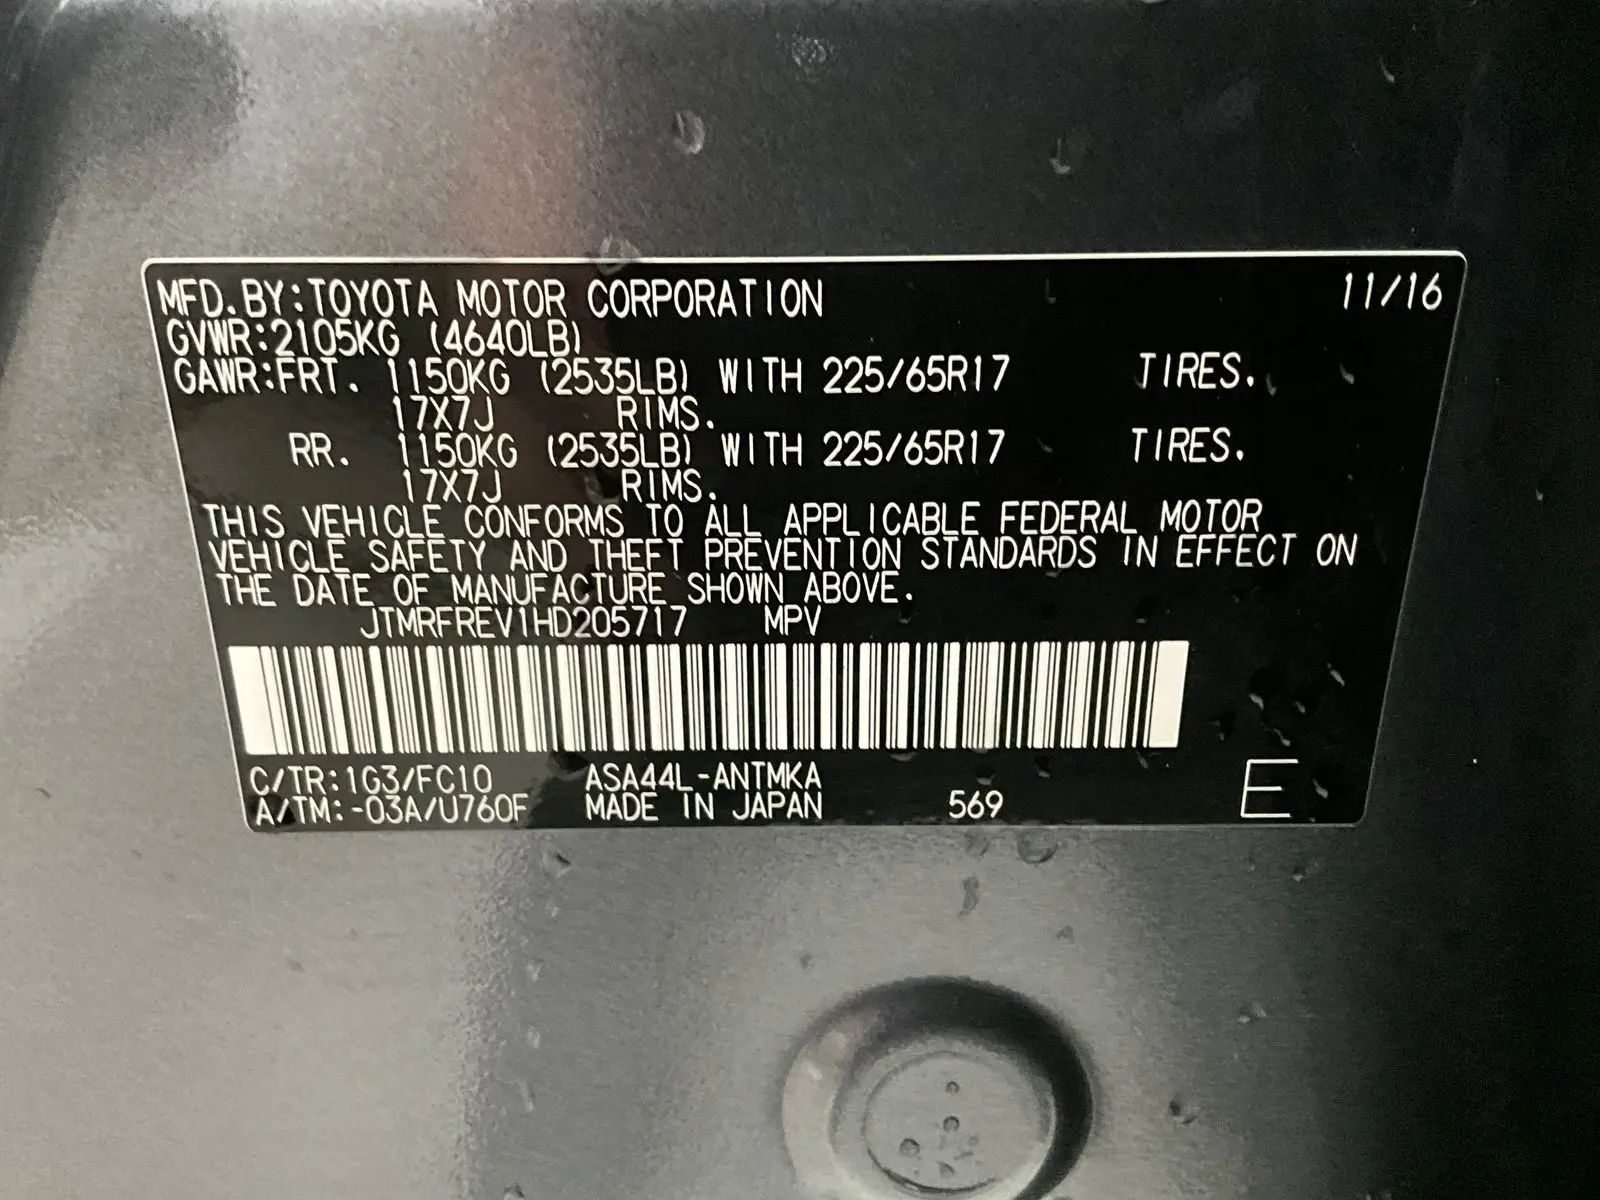 MFD. BY: TOYOTA MOTOR CORPORATION 11/16
GVWR: 2105KG (4640LB)
GAWR: FRT. 1150KG (2535LB) WITH 225/65R17 TIRES.
17X7J RIMS.
RR. 1150KG (2535LB) WITH 225/65R17 TIRES.
17X7J RIMS.
THIS VEHICLE CONFORMS TO ALL APPLICABLE FEDERAL MOTOR
VEHICLE SAFETY AND THEFT PREVENTION STANDARDS IN EFFECT ON
THE DATE OF MANUFACTURE SHOWN ABOVE.
JTMRFREV1HD205717 MPV
C/TR: 1G3/FC10 ASA44L-ANTMKA
A/TM: -03A/U760F MADE IN JAPAN 569 E